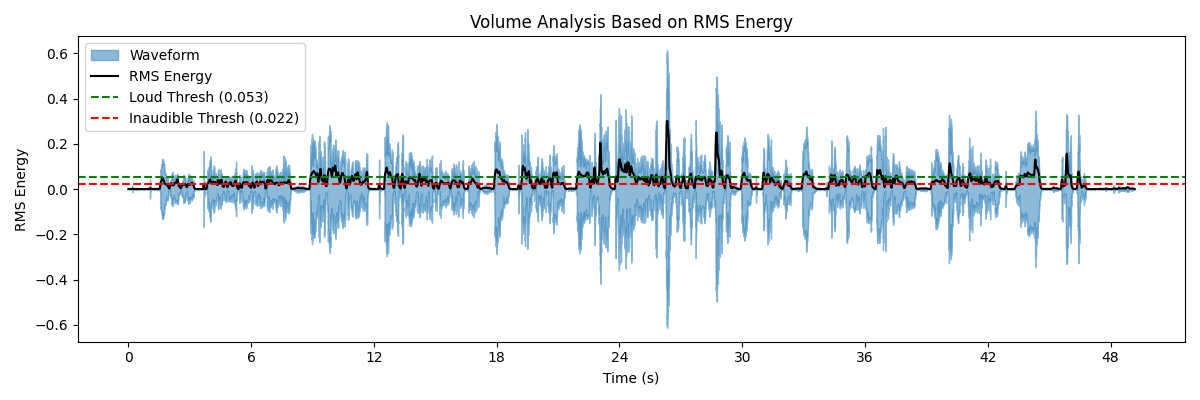 Volume Analysis Based on RMS Energy
Waveform
RMS Energy
Loud Thresh (0.053)
Inaudible Thresh (0.022)
RMS Energy
0.6
0.4
0.2
0.0
−0.2
−0.4
−0.6
0 6 12 18 24 30 36 42 48
Time (s)